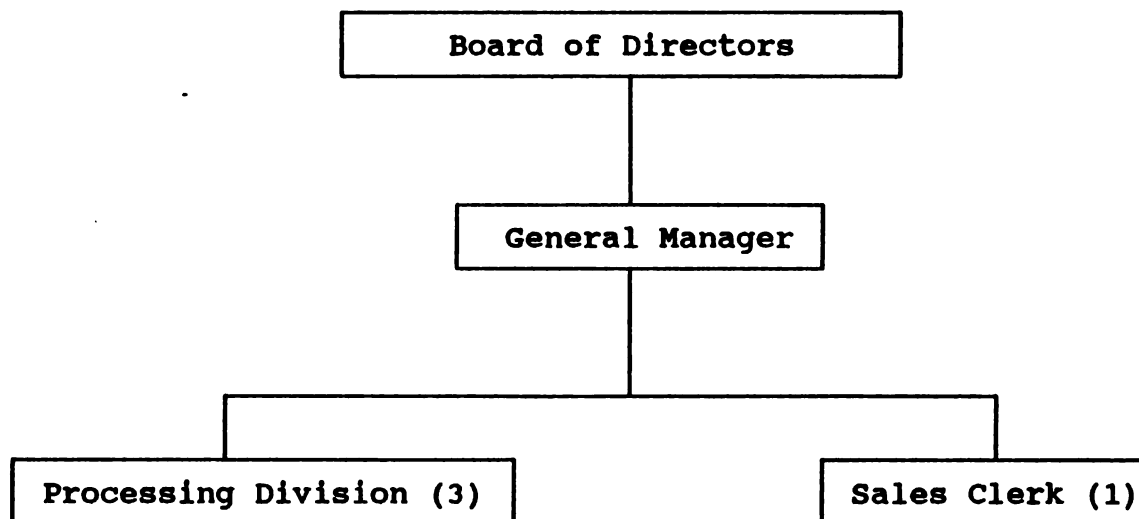 Board of Directors
General Manager
Processing Division (3)
Sales Clerk (1)